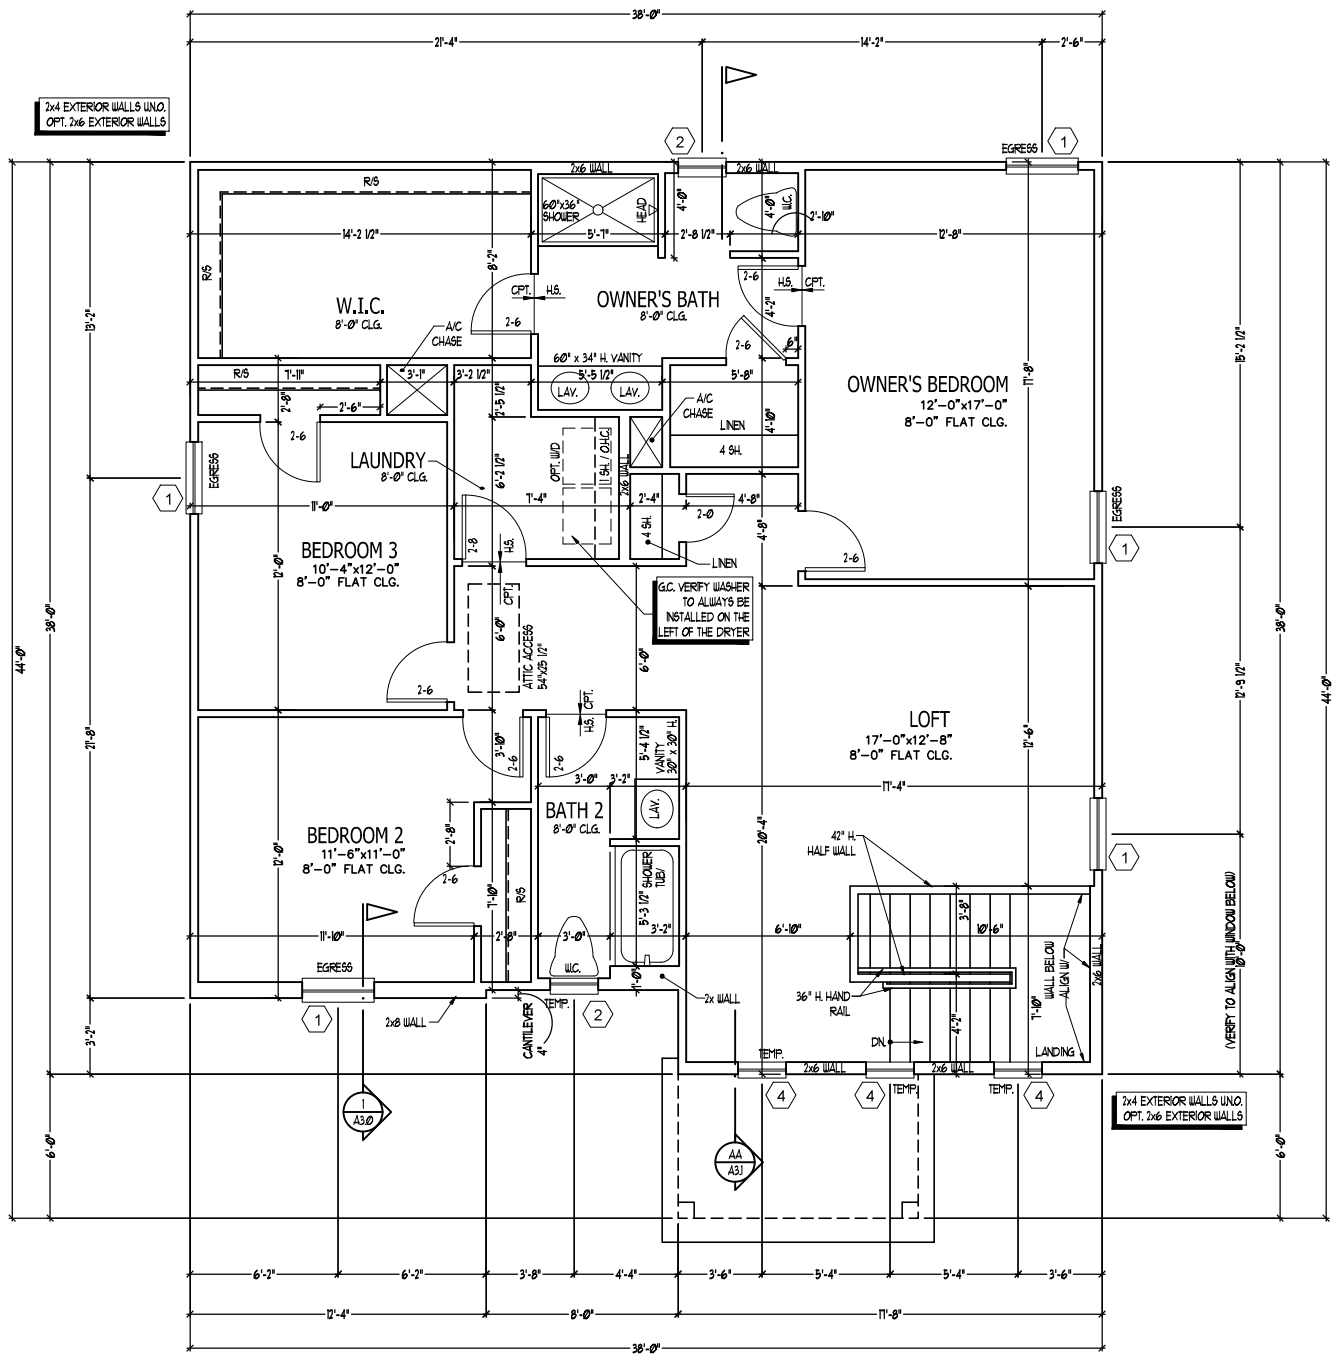 38'-0"
21'-4"
14'-2"
2'-6"
2x4 EXTERIOR WALLS U.N.O.
OPT. 2x6 EXTERIOR WALLS
2
EGRESS
1
2x6 WALL
2x6 WALL
R/S
60"x36"
SHOWER
HEAD
4'-0"
4'-0"
W.C.
2'-10"
14'-2 1/2"
5'-7"
2'-8 1/2"
12'-8"
R/S
8'-2"
2-6
CPT.
H.S.
H.S.
CPT.
W.I.C.
8'-0" CLG.
OWNER'S BATH
8'-0" CLG.
4'-2"
2-6
13'-2"
A/C
CHASE
2-6
6"
15'-2 1/2"
60" x 34" H. VANITY
R/S
7'-11"
3'-1"
3'-2 1/2"
5'-5 1/2"
5'-8"
11'-8"
LAV.
LAV.
OWNER'S BEDROOM
12'-0"x17'-0"
8'-0" FLAT CLG.
2'-8"
2'-6"
2'-5 1/2"
A/C
CHASE
LINEN
4'-10"
2-6
4 SH.
EGRESS
LAUNDRY
8'-0" CLG.
6'-2 1/2"
OPT. W/D
1 SH. / O.H.C.
2x6 WALL
1
11'-0"
7'-4"
2'-4"
4'-8"
EGRESS
2-0
4 SH.
4'-8"
1
BEDROOM 3
10'-4"x12'-0"
8'-0" FLAT CLG.
2-8
H.S.
2-6
LINEN
12'-0"
CPT.
G.C. VERIFY WASHER
TO ALWAYS BE
INSTALLED ON THE
LEFT OF THE DRYER
38'-0"
44'-0"
6'-0"
ATTIC ACCESS
54"x25 1/2"
6'-0"
38'-0"
44'-0"
12'-9 1/2"
2-6
CPT.
H.S.
21'-8"
3'-10"
2-6
2-6
5'-4 1/2"
VANITY
30" x 30" H.
LOFT
17'-0"x12'-8"
8'-0" FLAT CLG.
12'-6"
3'-0"
3'-2"
17'-4"
BATH 2
8'-0" CLG.
LAV.
BEDROOM 2
11'-6"x11'-0"
8'-0" FLAT CLG.
12'-0"
2'-8"
20'-4"
42" H.
HALF WALL
1
2-6
7'-10"
R/S
5'-3 1/2"
SHOWER
TUB/
3'-8"
11'-10"
2'-8"
3'-0"
3'-2"
6'-10"
10'-6"
EGRESS
W.C.
1'-0"
WALL BELOW
ALIGN W/
2x6 WALL
10'-0"
(VERIFY TO ALIGN WITH WINDOW BELOW)
TEMP.
2x WALL
36" H. HAND
RAIL
7'-10"
4'-2"
1
2x8 WALL
CANTILEVER
4"
2
3'-2"
DN.
LANDING
TEMP.
2x6 WALL
2x6 WALL
TEMP.
TEMP.
4
4
4
1
A3.0
2x4 EXTERIOR WALLS U.N.O.
OPT. 2x6 EXTERIOR WALLS
6'-0"
AA
A3.1
6'-0"
6'-2"
6'-2"
3'-8"
4'-4"
3'-6"
5'-4"
5'-4"
3'-6"
12'-4"
8'-0"
17'-8"
38'-0"